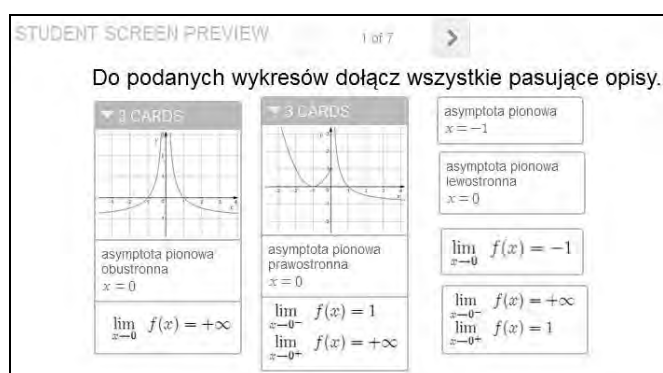 STUDENT SCREEN PREVIEW
1 of 7
Do podanych wykresów dołącz wszystkie pasujące opisy.
3 CARDS
asymptota pionowa
obustronna
x = 0
lim f(x) = +∞
x→0
3 CARDS
asymptota pionowa
prawostronna
x = 0
lim f(x) = 1
x→0⁻
lim f(x) = +∞
x→0⁺
asymptota pionowa
x = −1
asymptota pionowa
lewostronna
x = 0
lim f(x) = −1
x→0
lim f(x) = +∞
x→0⁻
lim f(x) = 1
x→0⁺